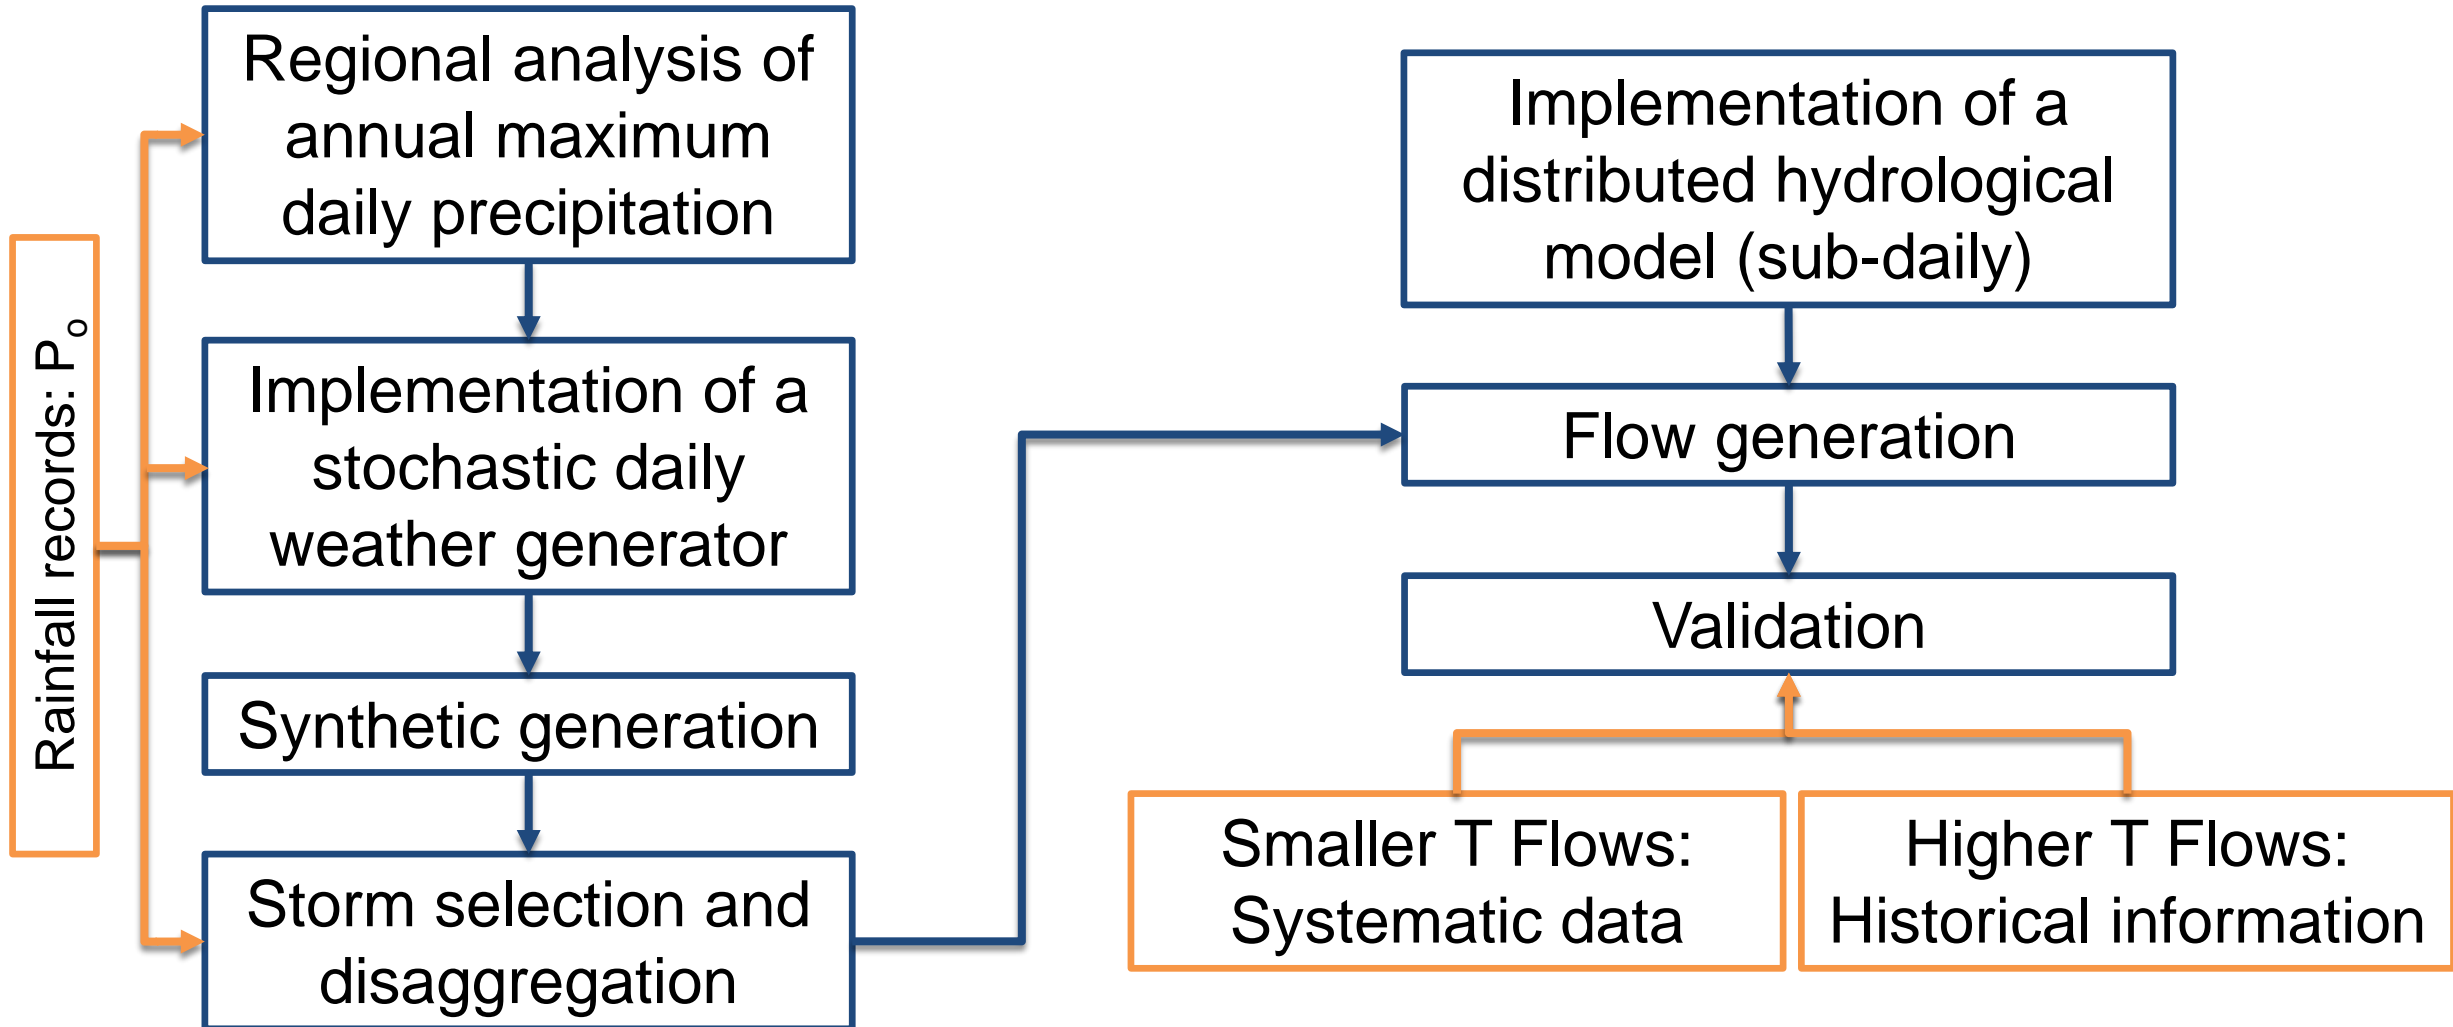 Rainfall records: Po
Regional analysis of
annual maximum
daily precipitation
Implementation of a
stochastic daily
weather generator
Synthetic generation
Storm selection and
disaggregation
Implementation of a
distributed hydrological
model (sub-daily)
Flow generation
Validation
Smaller T Flows:
Systematic data
Higher T Flows:
Historical information